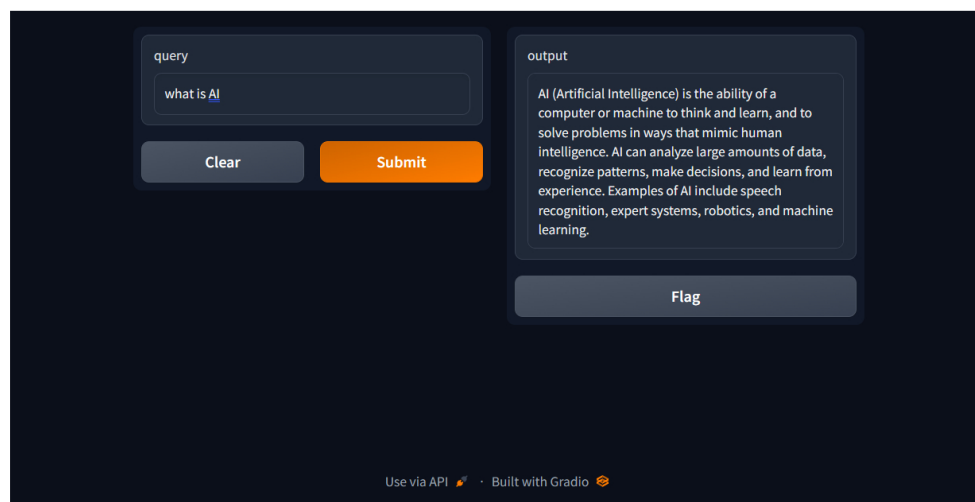 query
what is AI
Clear
Submit
output
AI (Artificial Intelligence) is the ability of a
computer or machine to think and learn, and to
solve problems in ways that mimic human
intelligence. AI can analyze large amounts of data,
recognize patterns, make decisions, and learn from
experience. Examples of AI include speech
recognition, expert systems, robotics, and machine
learning.
Flag
Use via API · Built with Gradio